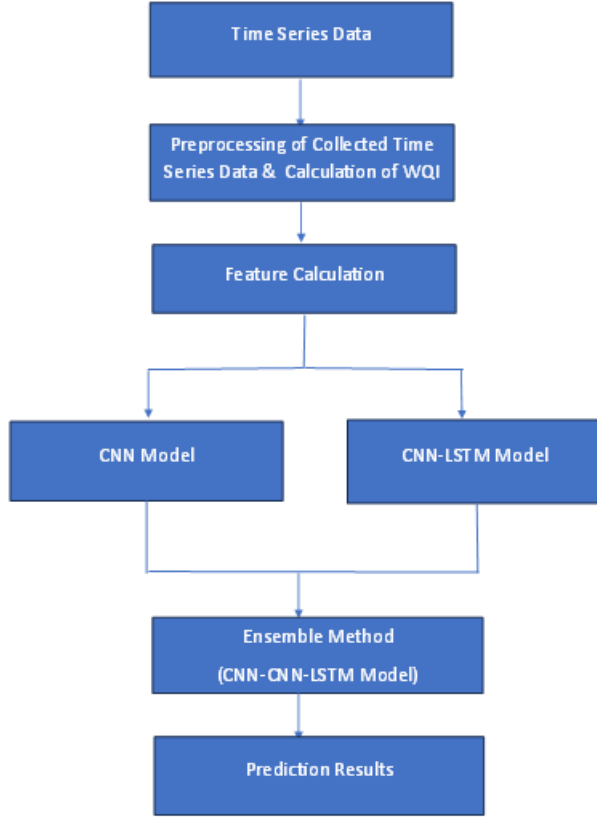 Time Series Data
Preprocessing of Collected Time
Series Data & Calculation of WQI
Feature Calculation
CNN Model
CNN-LSTM Model
Ensemble Method
(CNN-CNN-LSTM Model)
Prediction Results